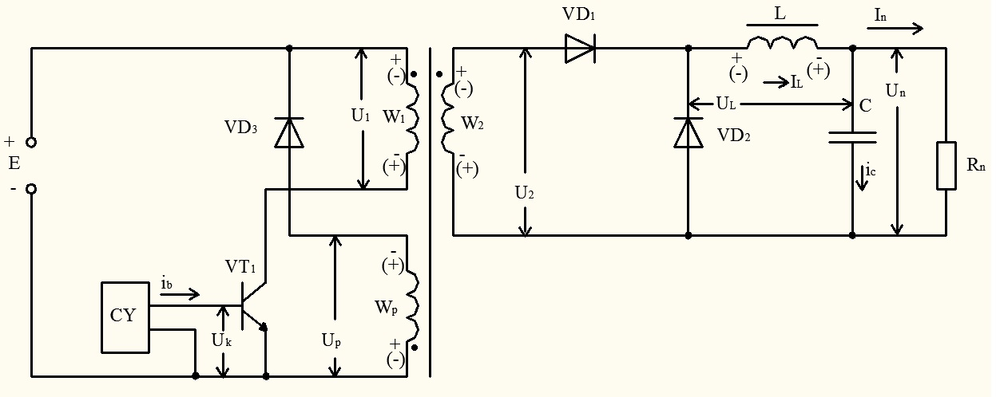 VD1
L
In
+
(-)
+
(-)
+
(-)
-
(+)
IL
Un
U1
W1
W2
UL
C
VD3
VD2
+
E
-
-
(+)
-
(+)
ic
Rn
U2
VT1
-
(+)
ib
CY
Wp
Uk
Up
+
(-)